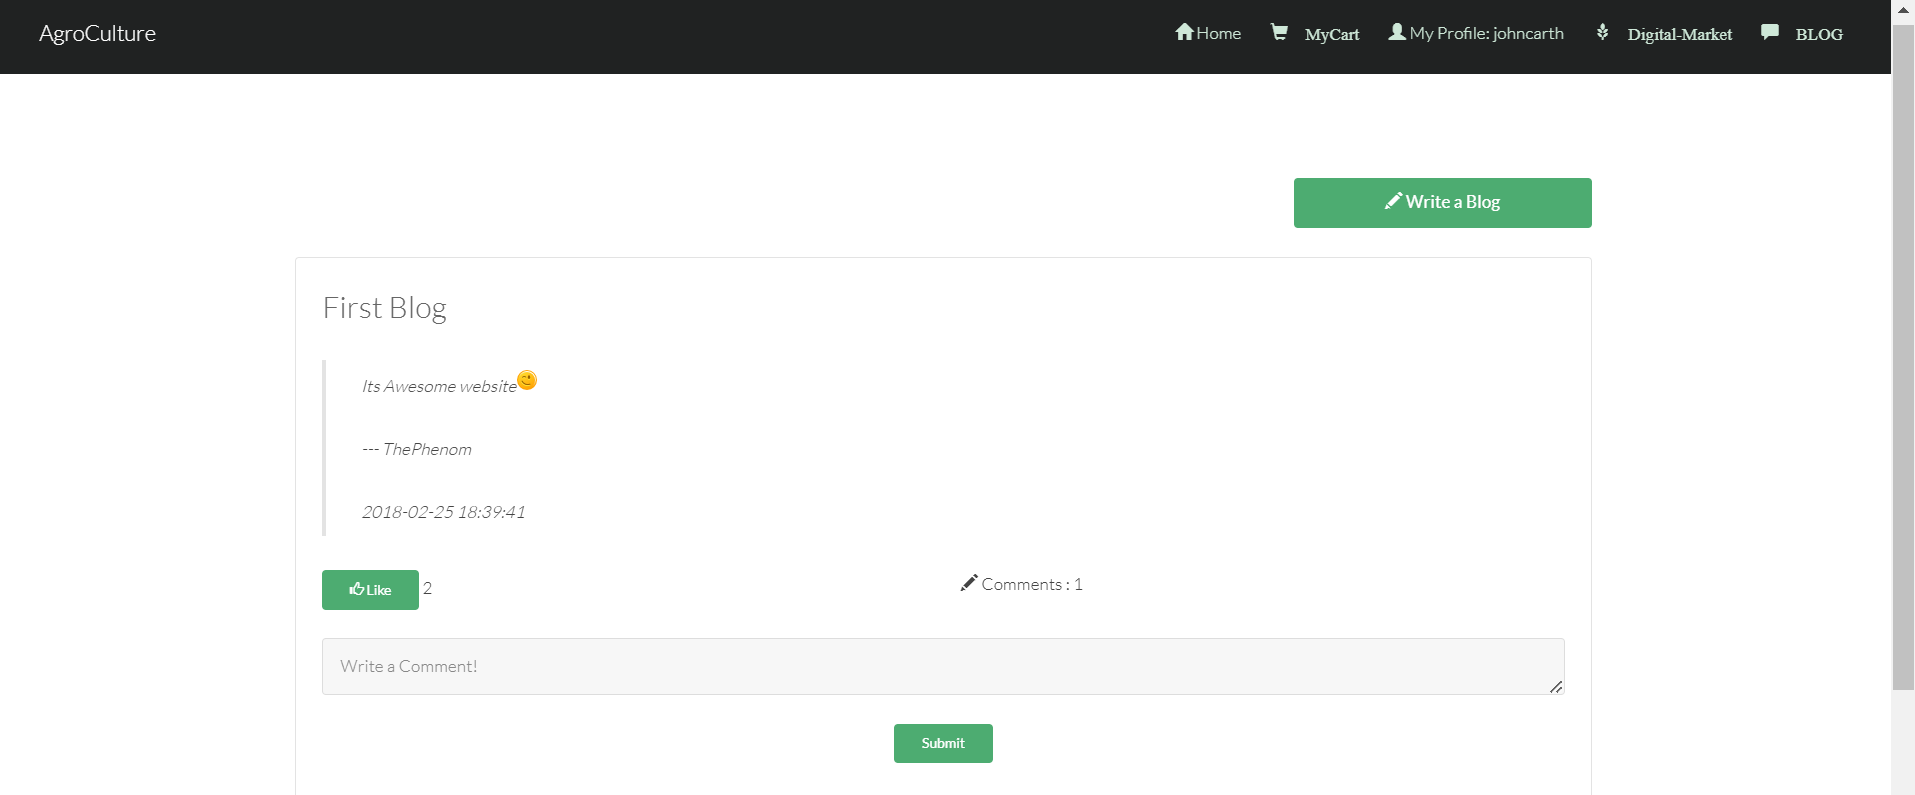 AgroCulture Home MyCart My Profile: johncarth Digital-Market BLOG
Write a Blog
First Blog
Its Awesome website
--- ThePhenom
2018-02-25 18:39:41
Like 2 Comments : 1
Write a Comment!
Submit